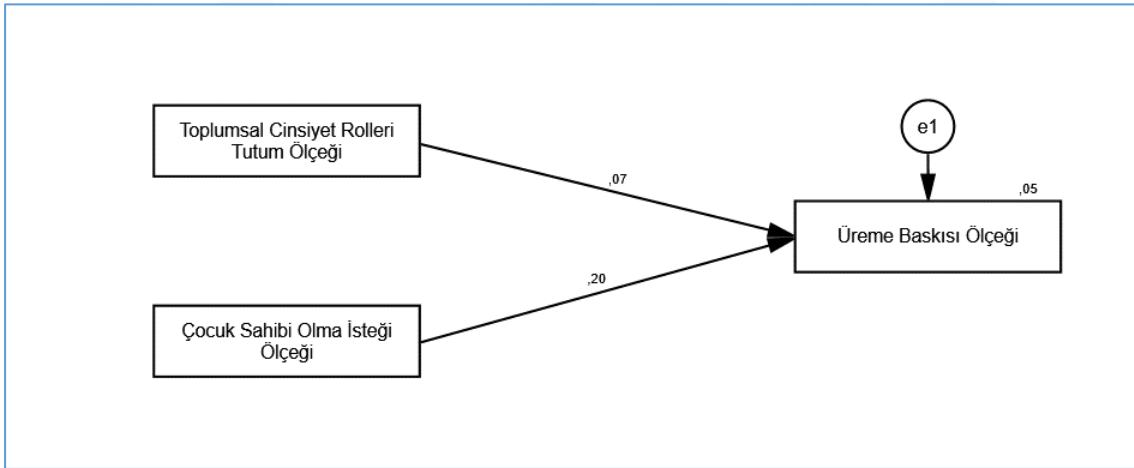 Toplumsal Cinsiyet Rolleri
Tutum Ölçeği
,07
e1
,05
Üreme Baskısı Ölçeği
,20
Çocuk Sahibi Olma İsteği
Ölçeği